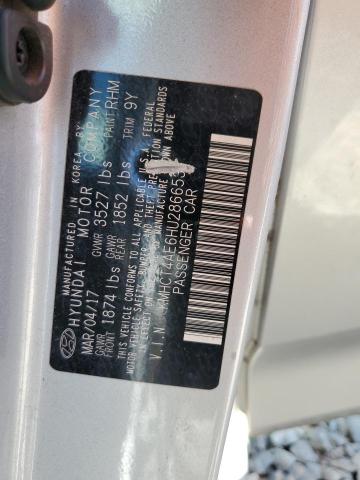 MANUFACTURED IN KOREA BY
HYUNDAI MOTOR COMPANY
MAR/04/17 GVWR 3527 lbs PAINT RHM
GAWR FRONT 1874 lbs GAWR REAR 1852 lbs TRIM 9Y
THIS VEHICLE CONFORMS TO ALL APPLICABLE U.S.A. FEDERAL
MOTOR VEHICLE SAFETY, BUMPER, AND THEFT PREVENTION STANDARDS
IN EFFECT ON THE DATE OF MANUFACTURE SHOWN ABOVE
V.I.N. KMHCT4AE6HU28665
PASSENGER CAR